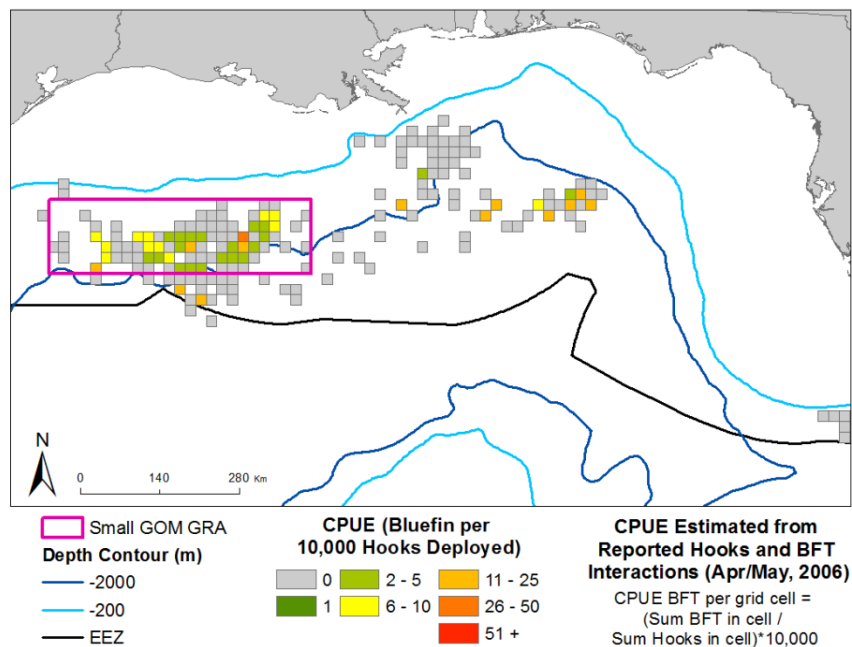 N
0 140 280 Km
Small GOM GRA
Depth Contour (m)
-2000
-200
EEZ
CPUE (Bluefin per
10,000 Hooks Deployed)
0
1
2 - 5
6 - 10
11 - 25
26 - 50
51 +
CPUE Estimated from
Reported Hooks and BFT
Interactions (Apr/May, 2006)
CPUE BFT per grid cell =
(Sum BFT in cell /
Sum Hooks in cell)*10,000